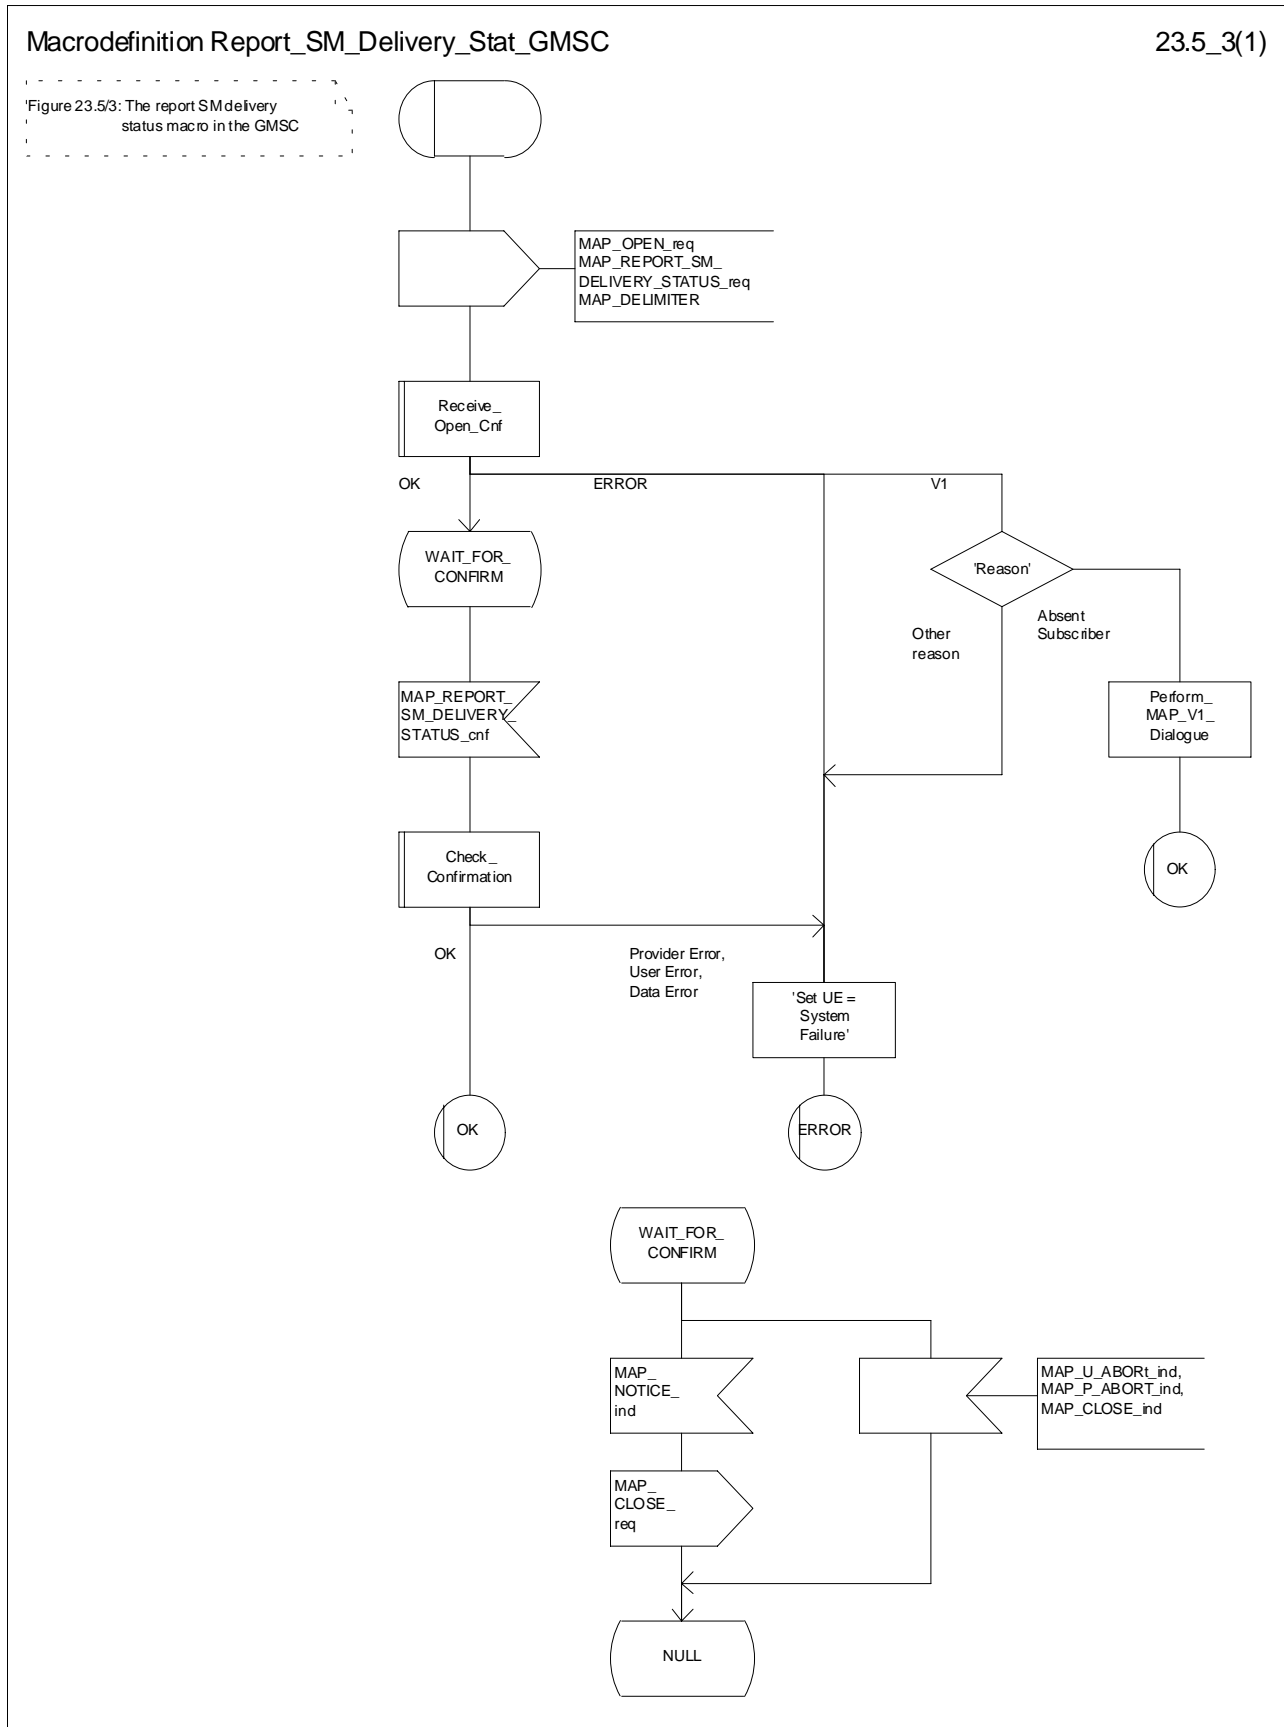 Macrodefinition Report_SM_Delivery_Stat_GMSC
23.5_3(1)
Figure 23.5/3: The report SM delivery
status macro in the GMSC
MAP_OPEN_req
MAP_REPORT_SM_
DELIVERY_STATUS_req
MAP_DELIMITER
Receive_
Open_Cnf
OK
ERROR
V1
WAIT_FOR_
CONFIRM
'Reason'
Other
reason
Absent
Subscriber
MAP_REPORT_
SM_DELIVERY_
STATUS_cnf
Perform_
MAP_V1_
Dialogue
Check_
Confirmation
OK
OK
Provider Error,
User Error,
Data Error
'Set UE =
System
Failure'
OK
ERROR
WAIT_FOR_
CONFIRM
MAP_
NOTICE_
ind
MAP_U_ABORt_ind,
MAP_P_ABORT_ind,
MAP_CLOSE_ind
MAP_
CLOSE_
req
NULL